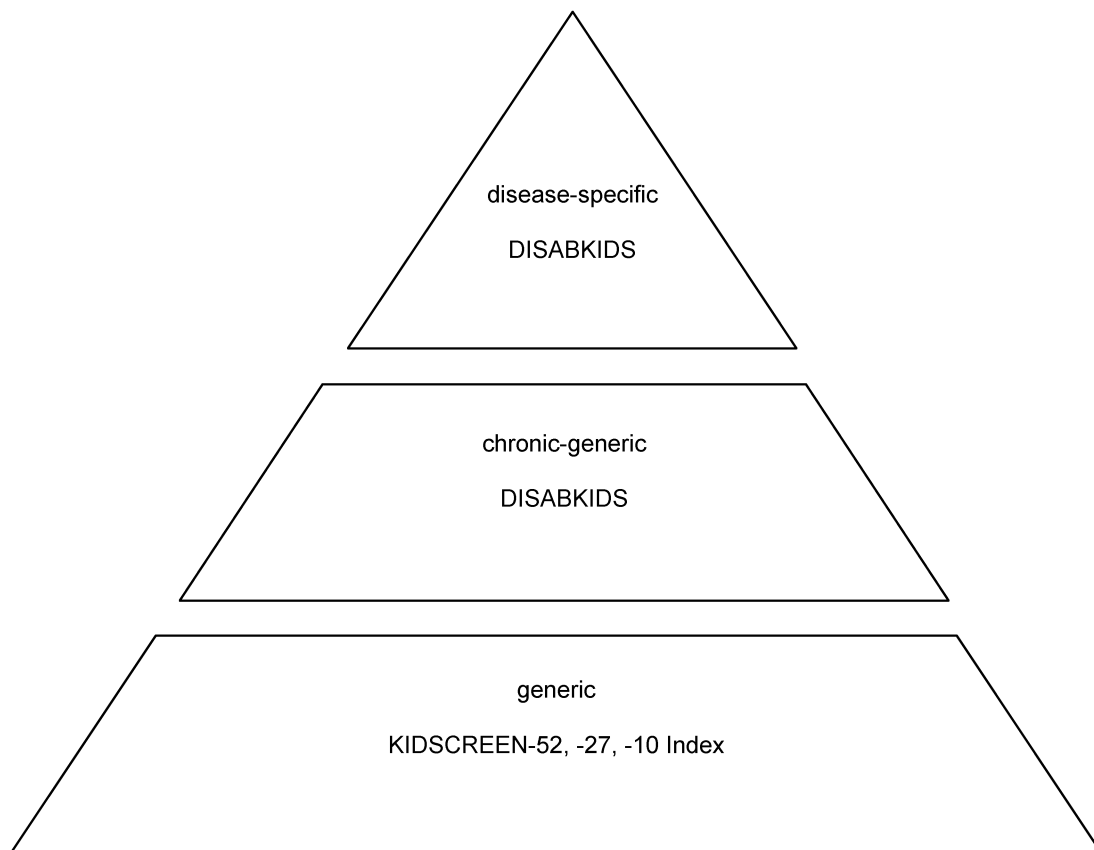 disease-specific
DISABKIDS
chronic-generic
DISABKIDS
generic
KIDSCREEN-52, -27, -10 Index